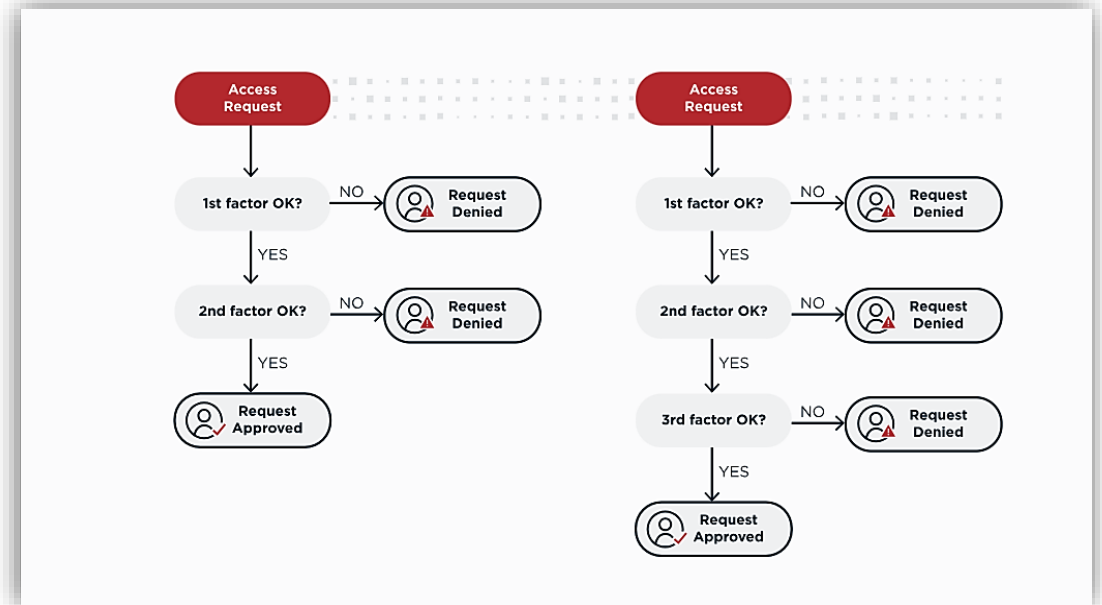 Access
Request
1st factor OK?
NO
Request
Denied
YES
2nd factor OK?
NO
Request
Denied
YES
Request
Approved
Access
Request
1st factor OK?
NO
Request
Denied
YES
2nd factor OK?
NO
Request
Denied
YES
3rd factor OK?
NO
Request
Denied
YES
Request
Approved